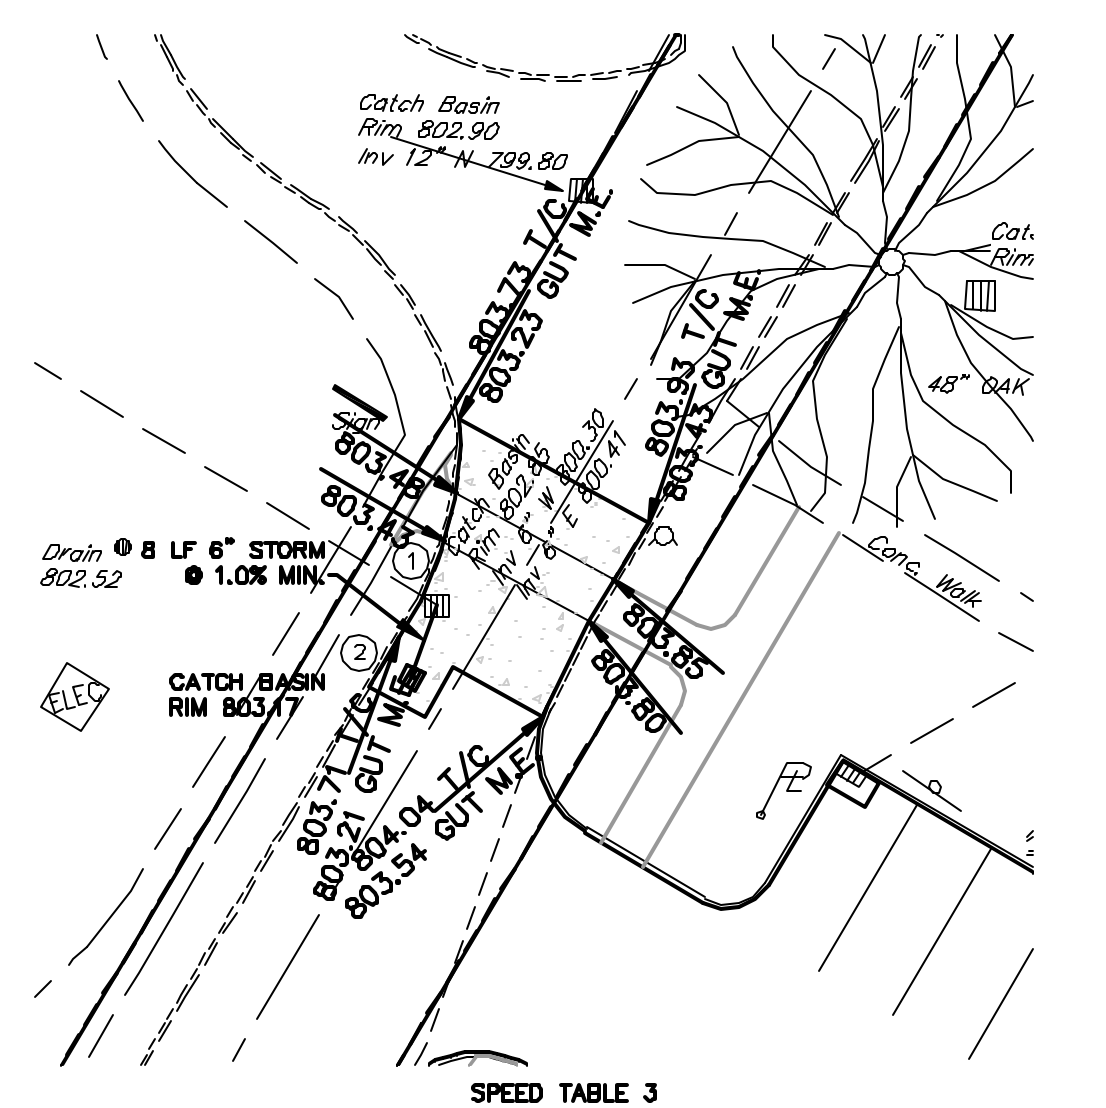 Catch Basin
Rim 802.90
Inv 12" N 799.80
803.73 T/C
803.23 GUT M.E.
803.93 T/C
803.43 GUT M.E.
Rim
48" OAK
Sign
803.48
803.43
Catch Basin
Rim 802.85
Inv 6" W 800.30
Inv 6" E 800.41
Drain
802.52
8 LF 6" STORM
@ 1.0% MIN.
1
2
Conc. Walk
803.85
803.80
ELEC
CATCH BASIN
RIM 803.17
803.71 T/C
803.21 GUT M.E.
804.04 T/C
803.54 GUT M.E.
SPEED TABLE 3